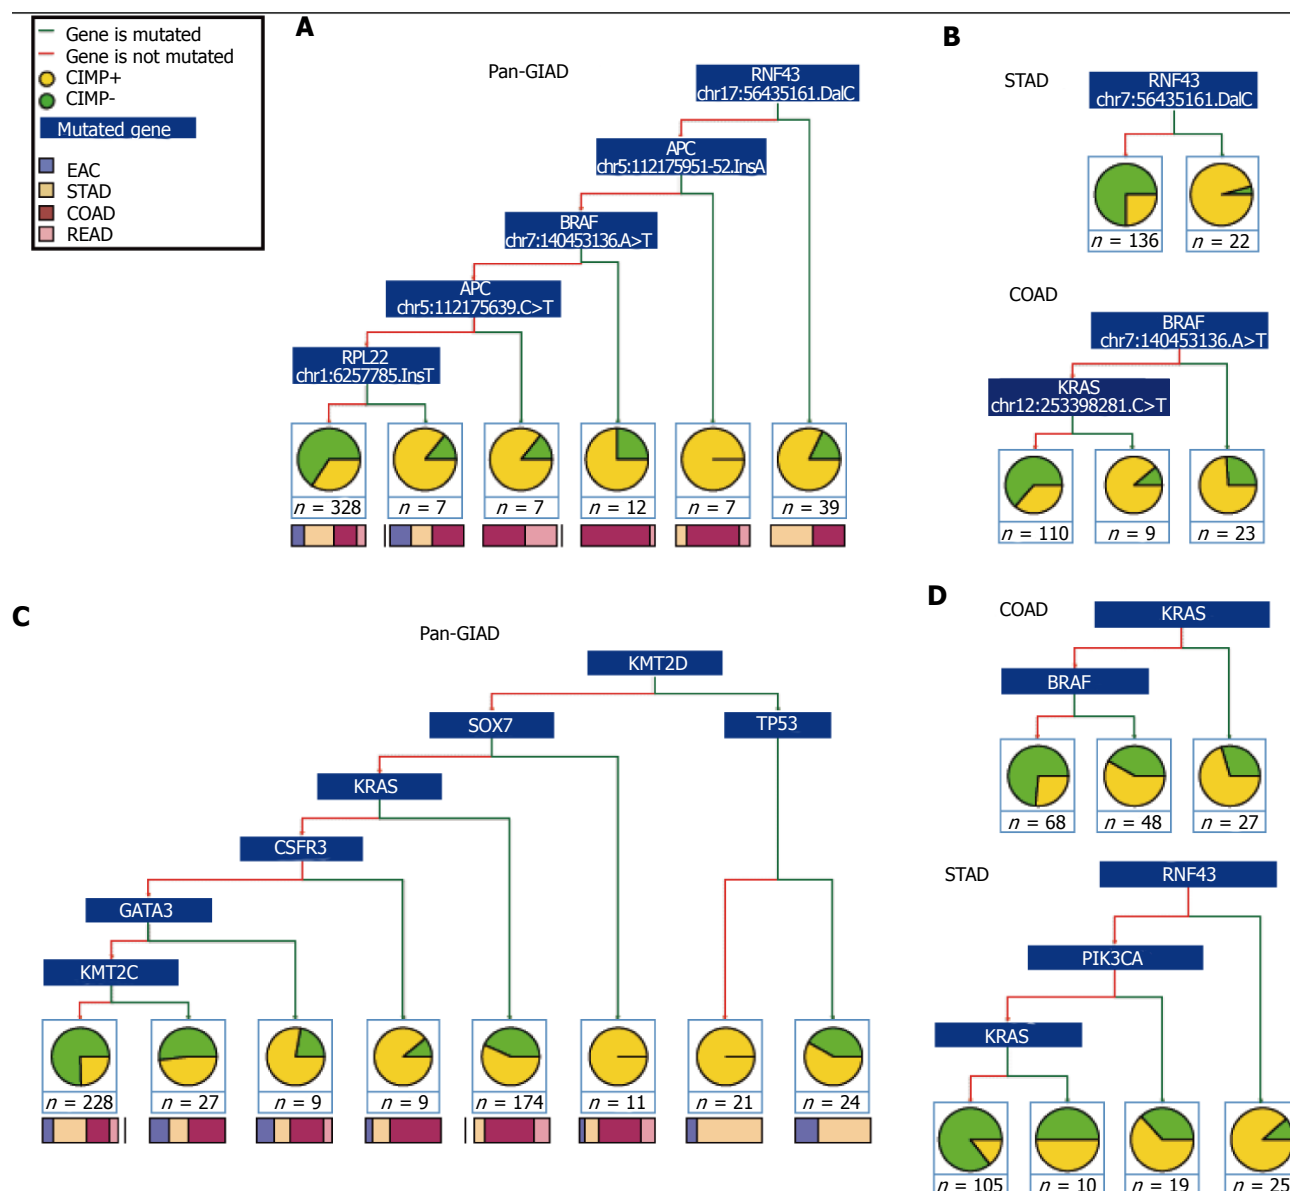 Gene is mutated
Gene is not mutated
CIMP+
CIMP-
Mutated gene
EAC
STAD
COAD
READ
A
Pan-GIAD
RNF43
chr17:56435161.DalC
APC
chr5:112175951-52.InsA
BRAF
chr7:140453136.A>T
APC
chr5:112175639.C>T
RPL22
chr1:6257785.InsT
n = 328
n = 7
n = 7
n = 12
n = 7
n = 39
B
STAD
RNF43
chr7:56435161.DalC
n = 136
n = 22
COAD
BRAF
chr7:140453136.A>T
KRAS
chr12:253398281.C>T
n = 110
n = 9
n = 23
C
Pan-GIAD
KMT2D
SOX7
TP53
KRAS
CSFR3
GATA3
KMT2C
n = 228
n = 27
n = 9
n = 9
n = 174
n = 11
n = 21
n = 24
D
COAD
KRAS
BRAF
n = 68
n = 48
n = 27
STAD
RNF43
PIK3CA
KRAS
n = 105
n = 10
n = 19
n = 25